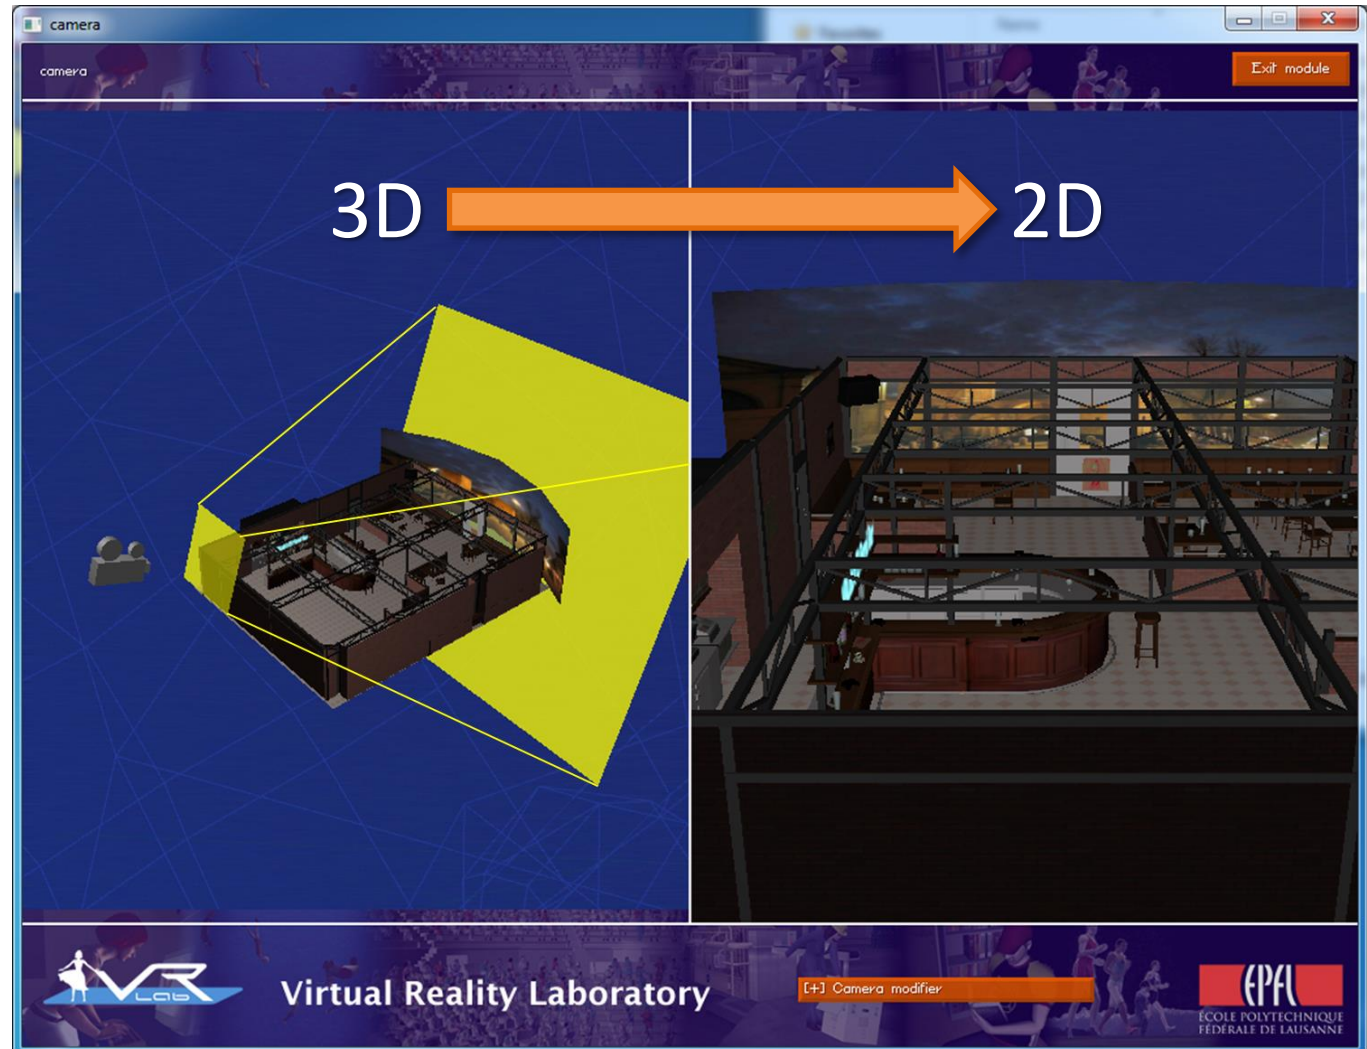 camera
camera
Exit module
3D
2D
VR
Lab
Virtual Reality Laboratory
[+] Camera modifier
EPFL
ÉCOLE POLYTECHNIQUE
FÉDÉRALE DE LAUSANNE